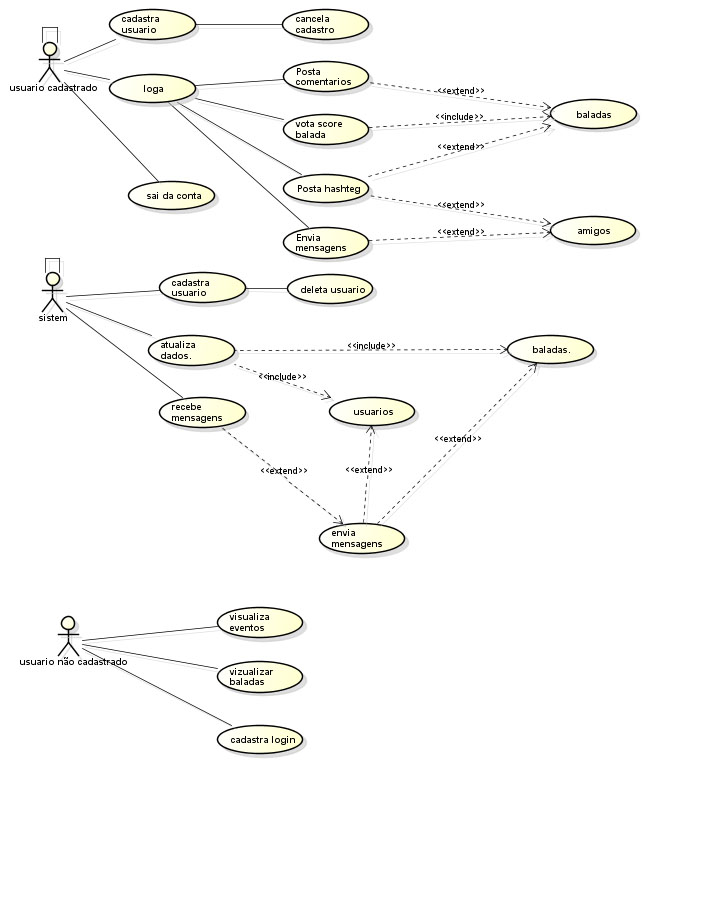 cadastra
usuario
cancela
cadastro
usuario cadastrado
loga
Posta
comentarios
<<extend>>
baladas
<<include>>
vota score
balada
<<extend>>
sai da conta
Posta hashteg
<<extend>>
amigos
<<extend>>
Envia
mensagens
sistem
cadastra
usuario
deleta usuario
atualiza
dados.
<<include>>
baladas.
<<include>>
recebe
mensagens
usuarios
<<extend>>
<<extend>>
<<extend>>
envia
mensagens
usuario não cadastrado
visualiza
eventos
vizualizar
baladas
cadastra login